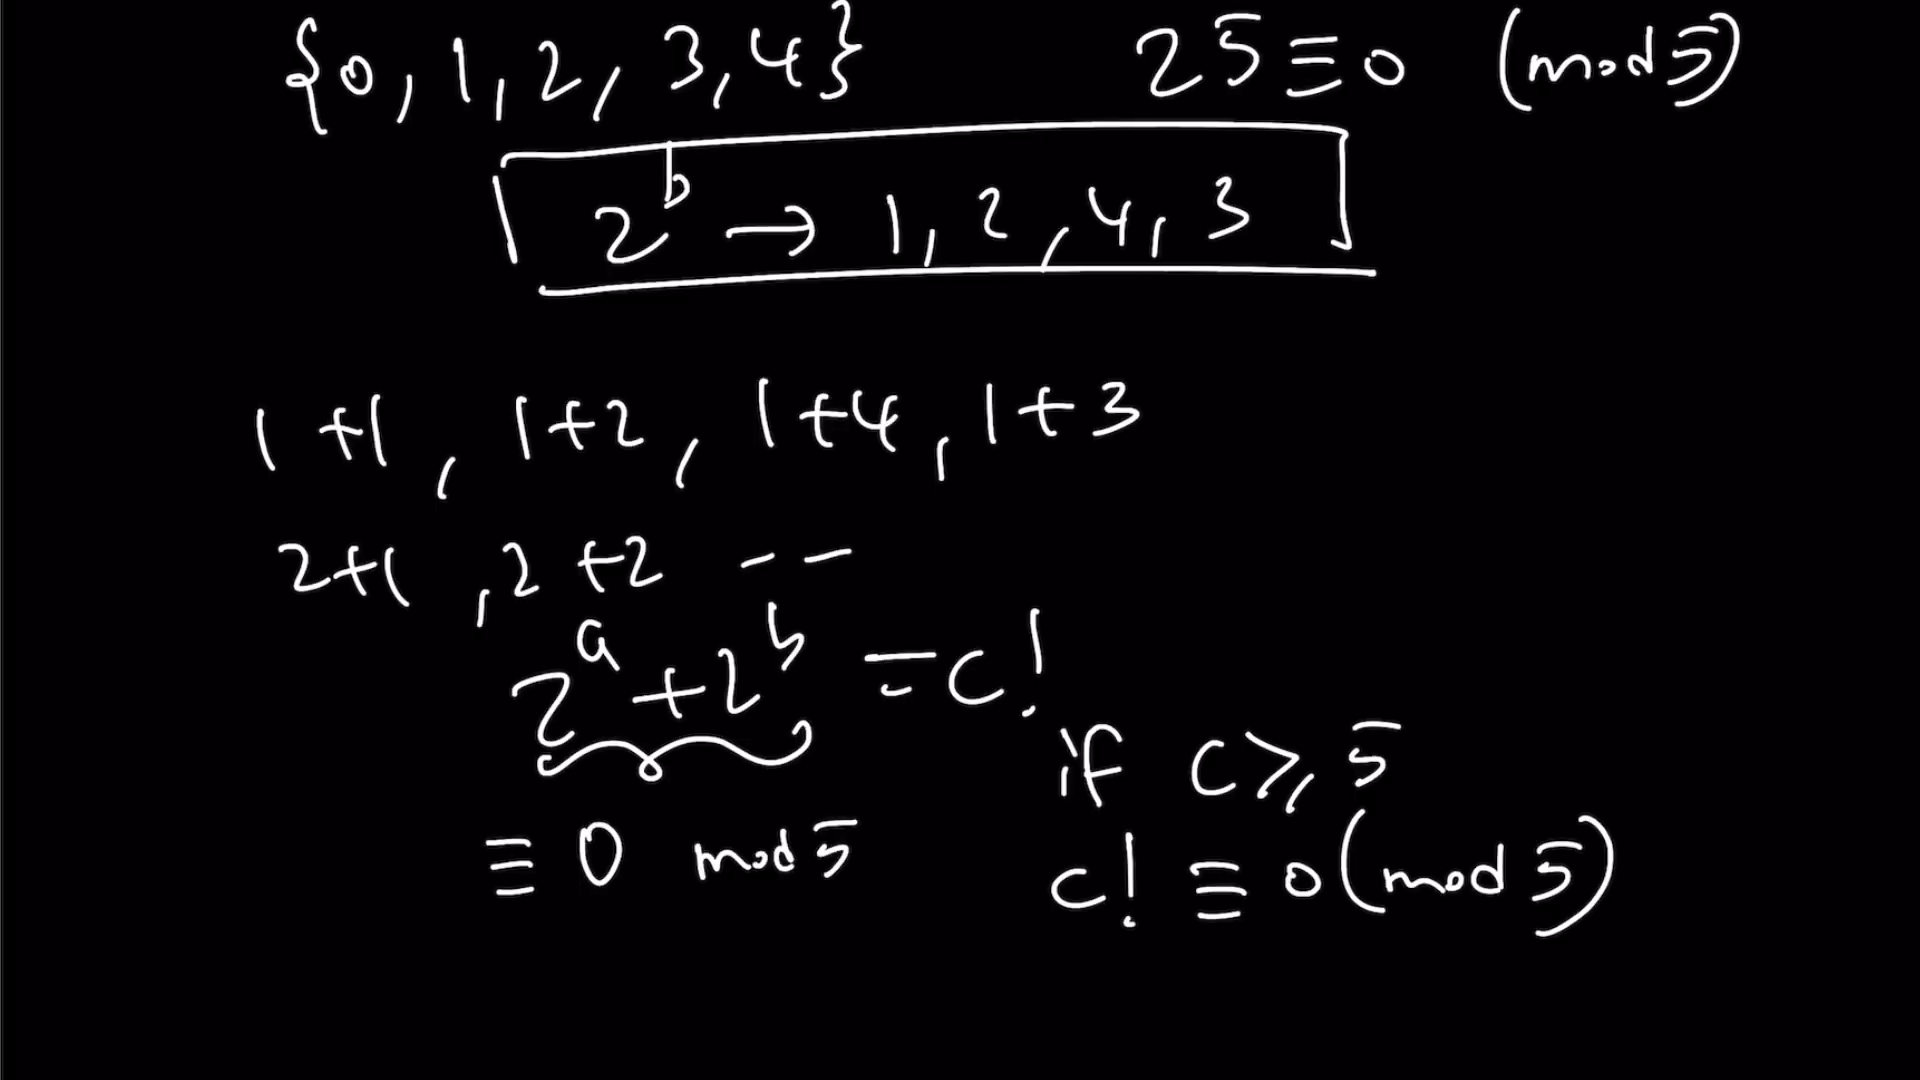 {0, 1, 2, 3, 4} 25 ≡ 0 (mod 5)
2^b → 1, 2, 4, 3
1+1, 1+2, 1+4, 1+3
2+1, 2+2 --
2^a + 2^b = c!
if c ⩾ 5
≡ 0 mod 5 c! ≡ 0 (mod 5)